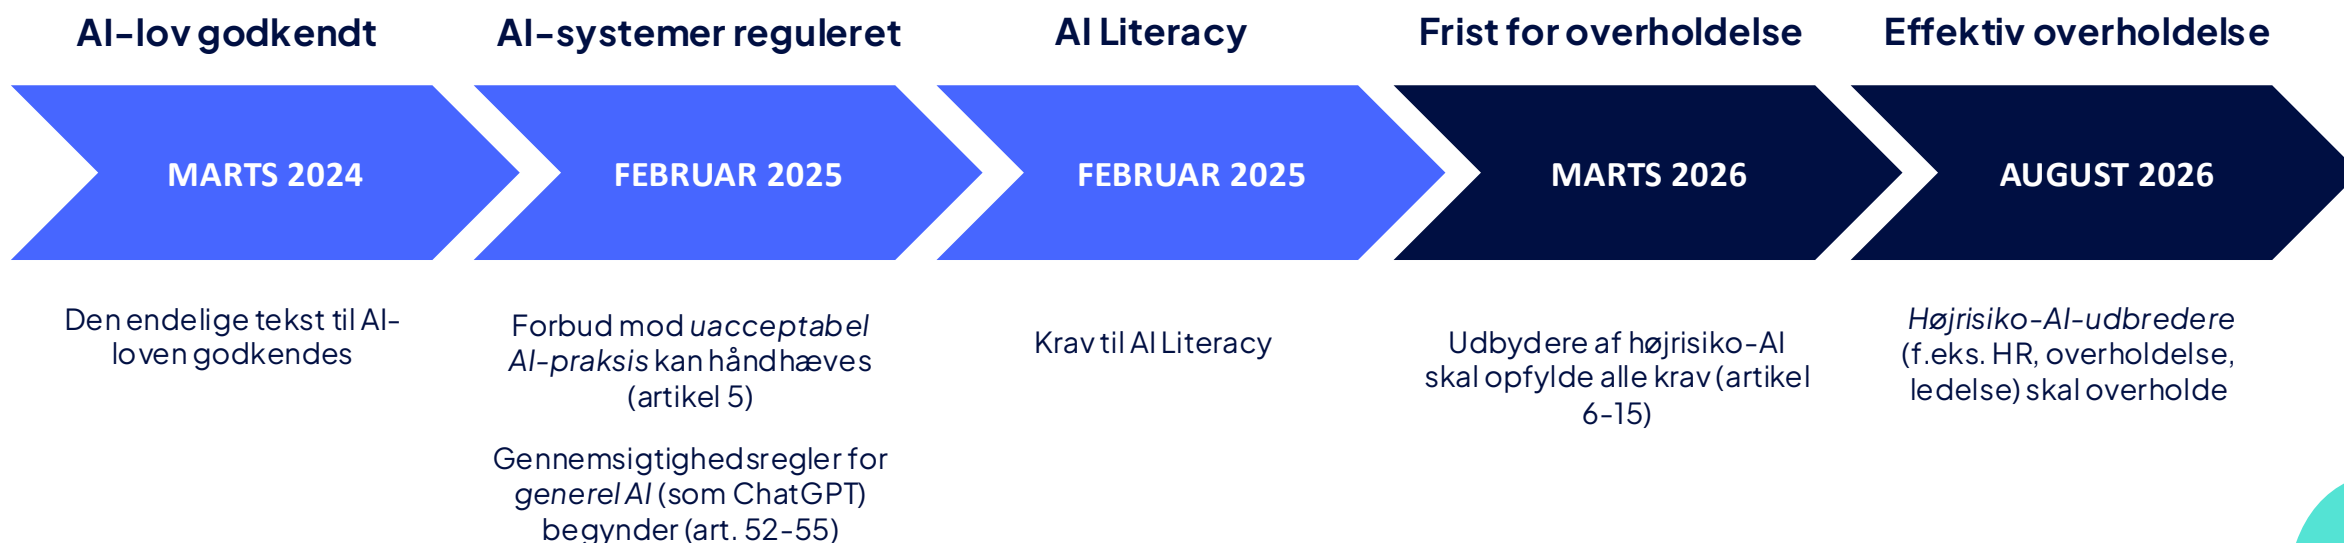 AI-lov godkendt
AI-systemer reguleret
AI Literacy
Frist for overholdelse
Effektiv overholdelse
MARTS 2024
FEBRUAR 2025
FEBRUAR 2025
MARTS 2026
AUGUST 2026
Den endelige tekst til AI-
loven godkendes
Forbud mod uacceptabel
AI-praksis kan håndhæves
(artikel 5)
Gennemsigtighedsregler for
generel AI (som ChatGPT)
begynder (art. 52-55)
Krav til AI Literacy
Udbydere af højrisiko-AI
skal opfylde alle krav (artikel
6-15)
Højrisiko-AI-udbredere
(f.eks. HR, overholdelse,
ledelse) skal overholde